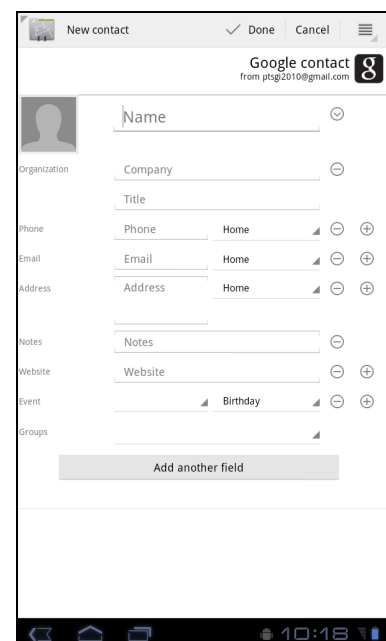 New contact Done Cancel
Google contact
from ptsgi2010@gmail.com
g
Name
Organization Company
Title
Phone Phone Home
Email Email Home
Address Address Home
Notes Notes
Website Website
Event Birthday
Groups
Add another field
10:18